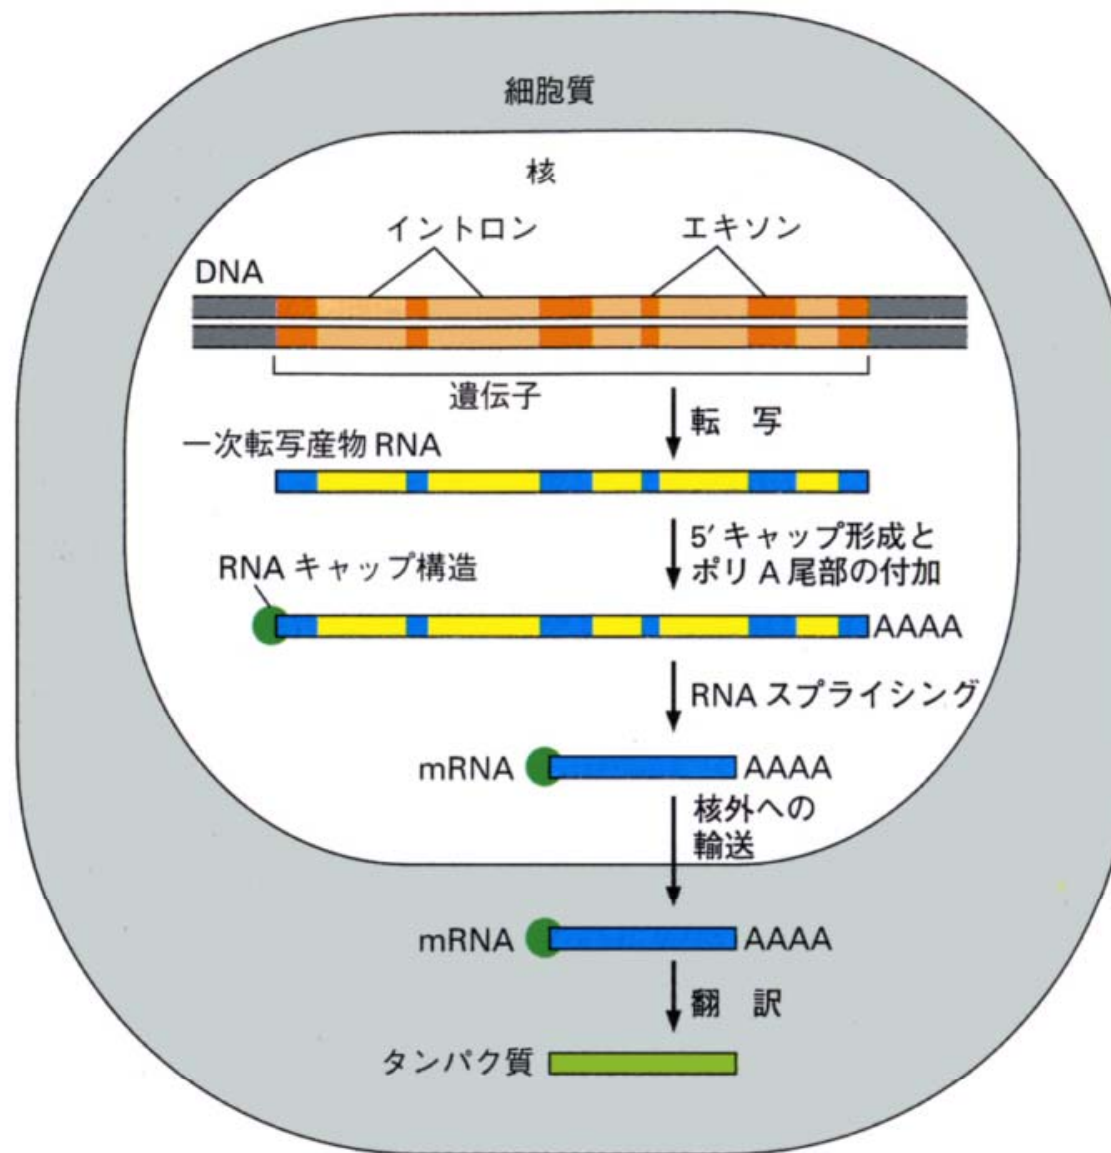 細胞質
核
イントロン
エキソン
DNA
遺伝子
転 写
一次転写産物 RNA
5′ キャップ形成と
ポリ A 尾部の付加
RNA キャップ構造
AAAA
RNA スプライシング
mRNA
AAAA
核外への
輸送
mRNA
AAAA
翻 訳
タンパク質